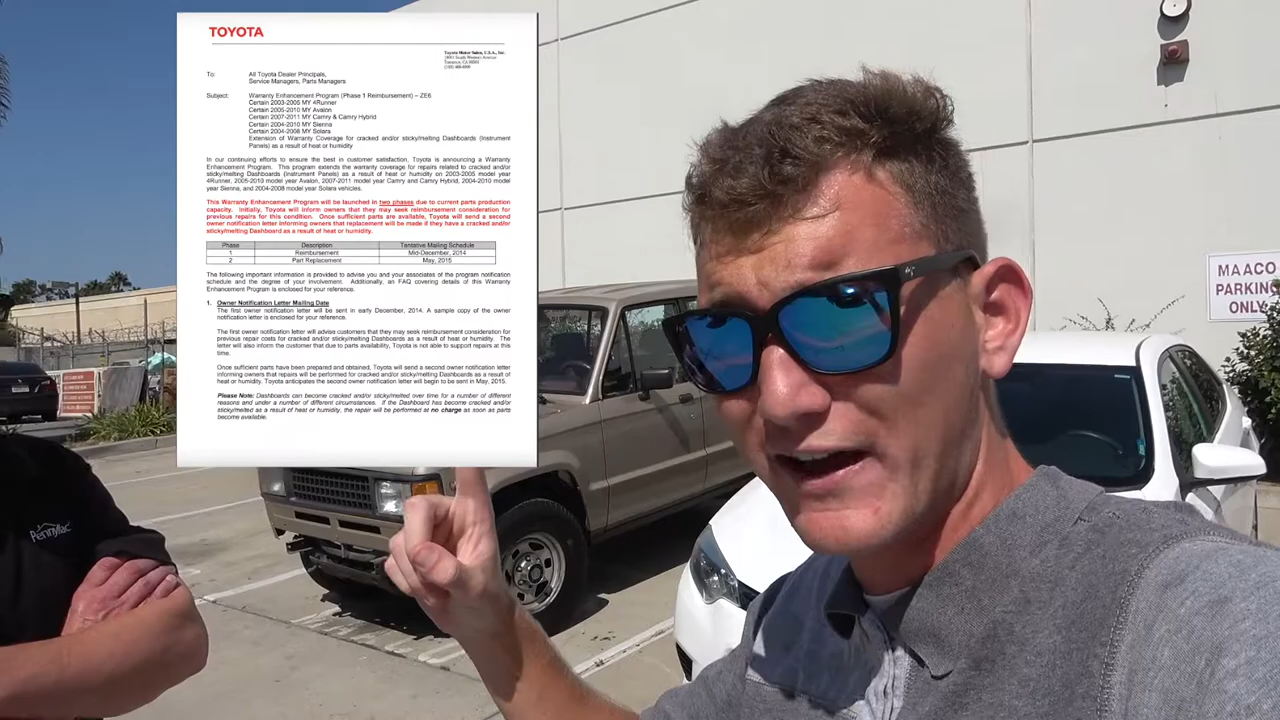 TOYOTA
Toyota Motor Sales, U.S.A., Inc.
19001 South Western Avenue
Torrance, CA 90501
To: All Toyota Dealer Principals,
Service Managers, Parts Managers
Subject: Warranty Enhancement Program (Phase 1 Reimbursement) – ZE6
Certain 2003-2005 MY 4Runner
Certain 2005-2010 MY Avalon
Certain 2007-2011 MY Camry & Camry Hybrid
Certain 2004-2010 MY Sienna
Certain 2004-2008 MY Solara
Extension of Warranty Coverage for cracked and/or sticky/melting Dashboards (Instrument
Panels) as a result of heat or humidity
In our continuing efforts to ensure the best in customer satisfaction, Toyota is announcing a Warranty
Enhancement Program. This program extends the warranty coverage for repairs related to cracked and/or
sticky/melting Dashboards (Instrument Panels) as a result of heat or humidity on 2003-2005 model year
4Runner, 2005-2010 model year Avalon, 2007-2011 model year Camry and Camry Hybrid, 2004-2010 model
year Sienna, and 2004-2008 model year Solara vehicles.
This Warranty Enhancement Program will be launched in two phases due to current parts production
capacity. Initially, Toyota will inform owners that they may seek reimbursement consideration for
previous repairs for this condition. Once sufficient parts are available, Toyota will send a second
owner notification letter informing owners that replacement will be made if they have a cracked and/or
sticky/melting Dashboard as a result of heat or humidity.
Phase Description Tentative Mailing Schedule
1 Reimbursement Mid-December, 2014
2 Part Replacement May, 2015
The following important information is provided to advise you and your associates of the program notification
schedule and the degree of your involvement. Additionally, an FAQ covering details of this Warranty
Enhancement Program is enclosed for your reference.
1. Owner Notification Letter Mailing Date
The first owner notification letter will be sent in early December, 2014. A sample copy of the owner
notification letter is enclosed for your reference.
The first owner notification letter will advise customers that they may seek reimbursement consideration for
previous repair costs for cracked and/or sticky/melting Dashboards as a result of heat or humidity. The
letter will also inform the customer that due to parts availability, Toyota is not able to support repairs at this
time.
Once sufficient parts have been prepared and obtained, Toyota will send a second owner notification letter
informing owners that repairs will be performed for cracked and/or sticky/melting Dashboards as a result of
heat or humidity. Toyota anticipates the second owner notification letter will begin to be sent in May, 2015.
Please Note: Dashboards can become cracked and/or sticky/melted over time for a number of different
reasons and under a number of different circumstances. If the Dashboard has become cracked and/or
sticky/melted as a result of heat or humidity, the repair will be performed at no charge as soon as parts
become available.
MAACO
PARKING
ONLY
PennyMac